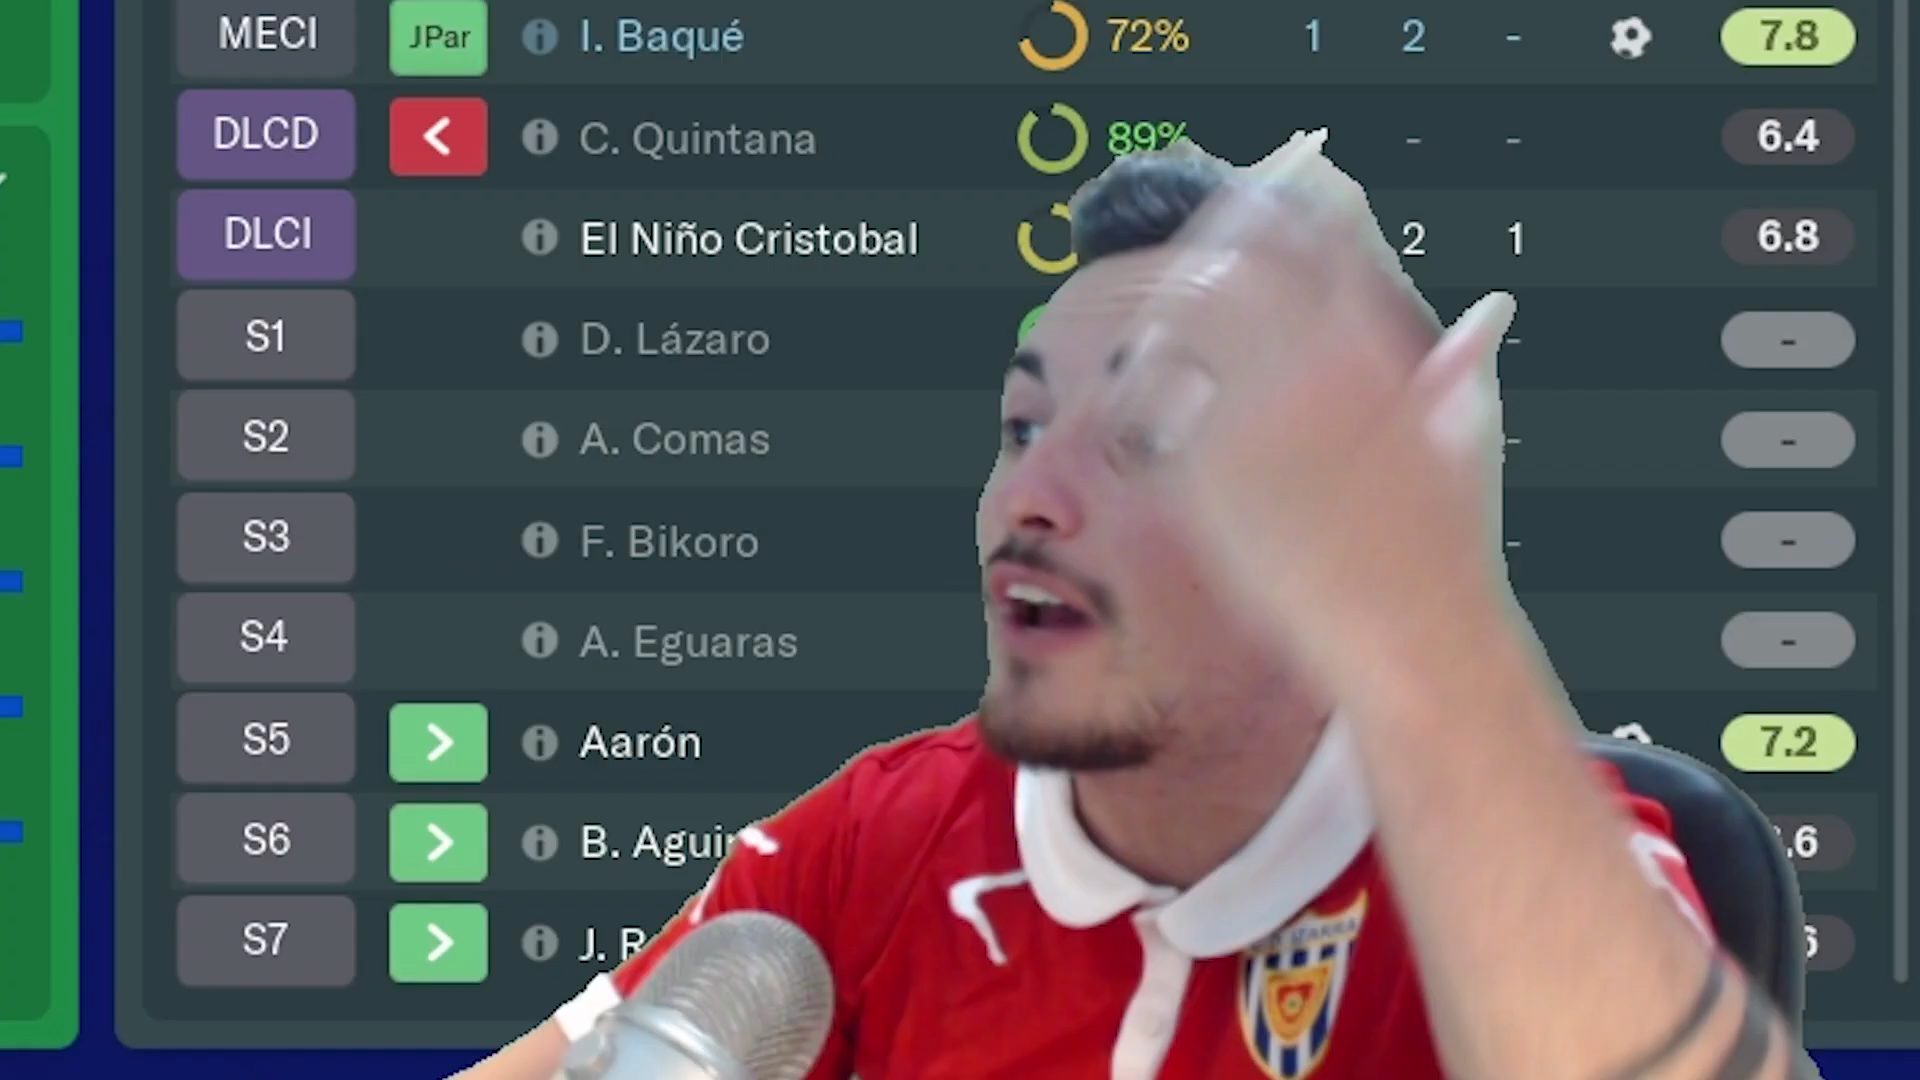 MECI JPar I. Baqué 72% 1 2 - 7.8
DLCD C. Quintana 89% - - 6.4
DLCI El Niño Cristobal 2 1 6.8
S1 D. Lázaro - -
S2 A. Comas - -
S3 F. Bikoro - -
S4 A. Eguaras -
S5 Aarón 7.2
S6 B.
S7 J.